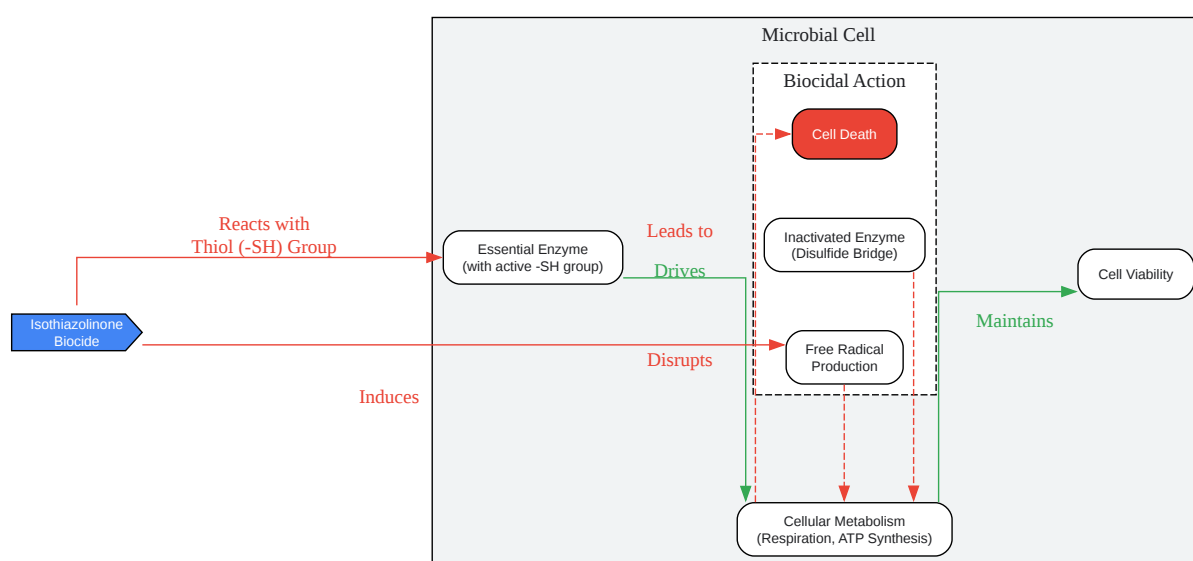 Microbial Cell
Biocidal Action
Cell Death
Reacts with
Thiol (-SH) Group
Leads to
Essential Enzyme
(with active -SH group)
Inactivated Enzyme
(Disulfide Bridge)
Drives
Cell Viability
Isothiazolinone
Biocide
Maintains
Free Radical
Production
Disrupts
Induces
Cellular Metabolism
(Respiration, ATP Synthesis)